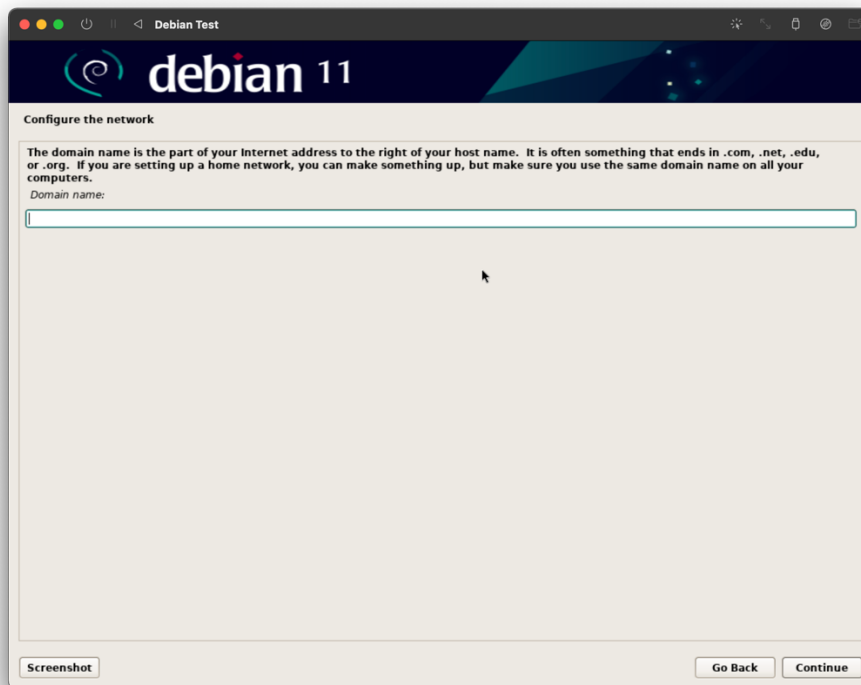 Debian Test
debian 11
Configure the network
The domain name is the part of your Internet address to the right of your host name.  It is often something that ends in .com, .net, .edu,
or .org.  If you are setting up a home network, you can make something up, but make sure you use the same domain name on all your
computers.
Domain name:
Screenshot
Go Back
Continue